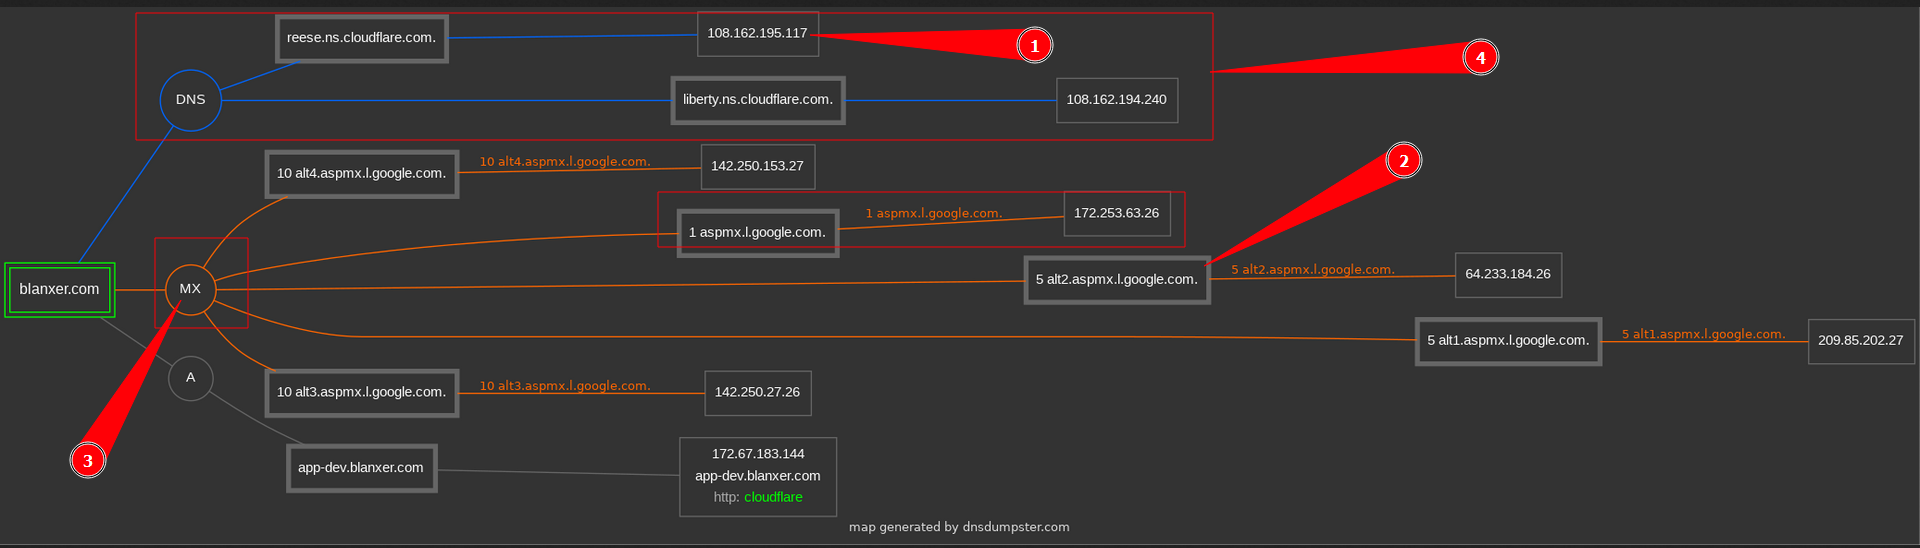 reese.ns.cloudflare.com.
108.162.195.117
1
4
DNS
liberty.ns.cloudflare.com.
108.162.194.240
10 alt4.aspmx.l.google.com.
10 alt4.aspmx.l.google.com.
142.250.153.27
2
1 aspmx.l.google.com.
1 aspmx.l.google.com.
172.253.63.26
blanxer.com
MX
5 alt2.aspmx.l.google.com.
5 alt2.aspmx.l.google.com.
64.233.184.26
5 alt1.aspmx.l.google.com.
5 alt1.aspmx.l.google.com.
209.85.202.27
A
10 alt3.aspmx.l.google.com.
10 alt3.aspmx.l.google.com.
142.250.27.26
3
app-dev.blanxer.com
172.67.183.144
app-dev.blanxer.com
http: cloudflare
map generated by dnsdumpster.com